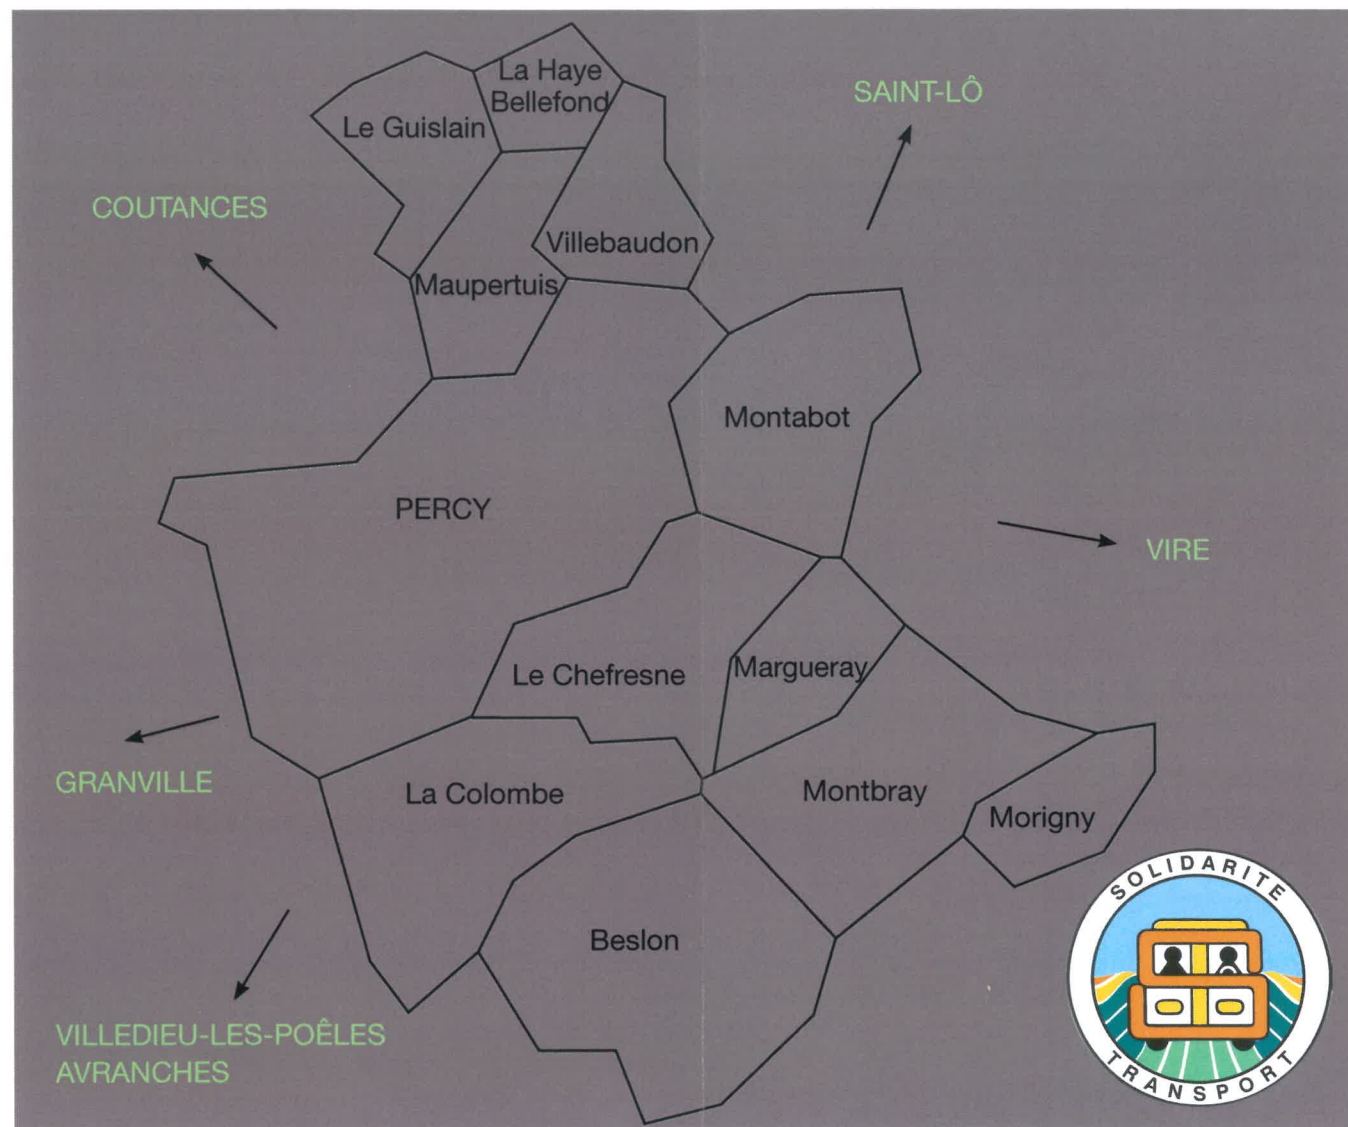 La Haye
Bellefond
SAINT-LÔ
Le Guislain
COUTANCES
Villebaudon
Maupertuis
Montabot
PERCY
VIRE
Le Chefresne
Margueray
GRANVILLE
La Colombe
Montbray
Morigny
SOLIDARITE
TRANSPORT
Beslon
VILLEDIEU-LES-POÊLES
AVRANCHES